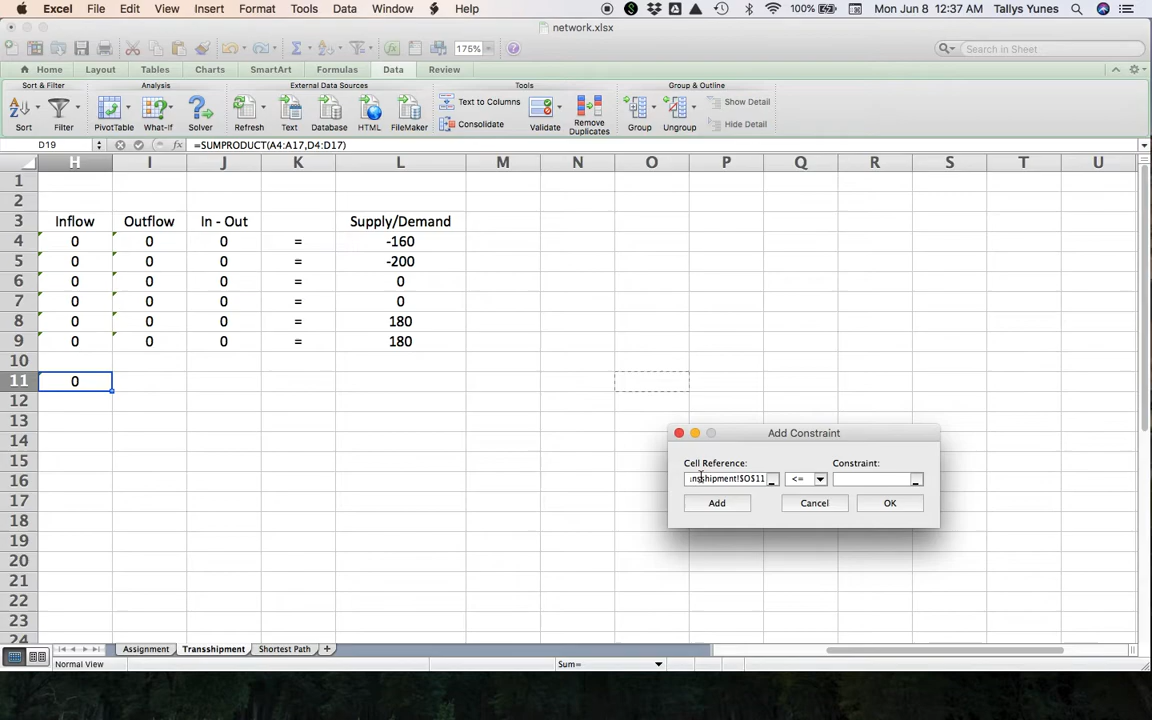 Excel File Edit View Insert Format Tools Data Window Help 100% Mon Jun 8 12:37 AM Tallys Yunes
network.xlsx
175% Search in Sheet
Home Layout Tables Charts SmartArt Formulas Data Review
Sort & Filter Analysis External Data Sources Tools Group & Outline
Sort Filter PivotTable What-If Solver Refresh Text Database HTML FileMaker Text to Columns Consolidate Validate Remove Duplicates Group Ungroup Show Detail Hide Detail
D19 fx =SUMPRODUCT(A4:A17,D4:D17)
H I J K L M N O P Q R S T U
1
2
3 Inflow Outflow In - Out Supply/Demand
4 0 0 0 = -160
5 0 0 0 = -200
6 0 0 0 = 0
7 0 0 0 = 0
8 0 0 0 = 180
9 0 0 0 = 180
10
11 0
12
13
14
15
16
17
18
19
20
21
22
23
24
Add Constraint
Cell Reference: Constraint:
nsshipment!$O$11 <=
Add Cancel OK
Assignment Transshipment Shortest Path +
Normal View Sum=